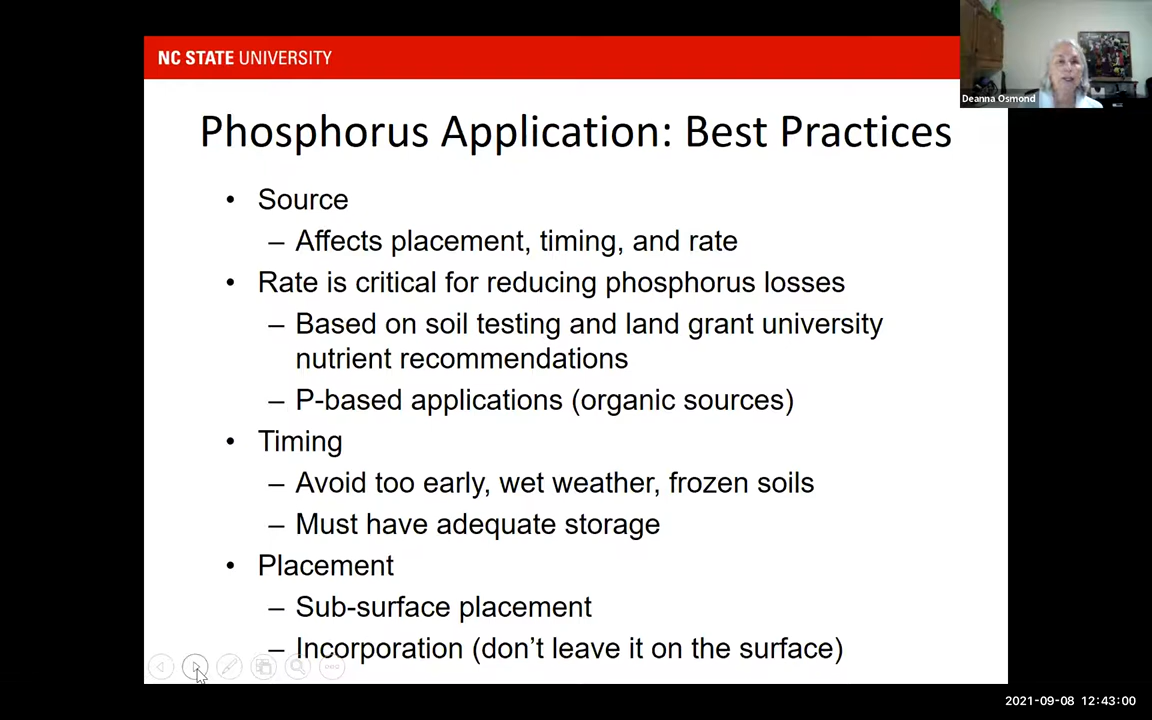 NC STATE UNIVERSITY
Deanna Osmond
Phosphorus Application: Best Practices
• Source
– Affects placement, timing, and rate
• Rate is critical for reducing phosphorus losses
– Based on soil testing and land grant university
nutrient recommendations
– P-based applications (organic sources)
• Timing
– Avoid too early, wet weather, frozen soils
– Must have adequate storage
• Placement
– Sub-surface placement
– Incorporation (don’t leave it on the surface)
2021-09-08 12:43:00